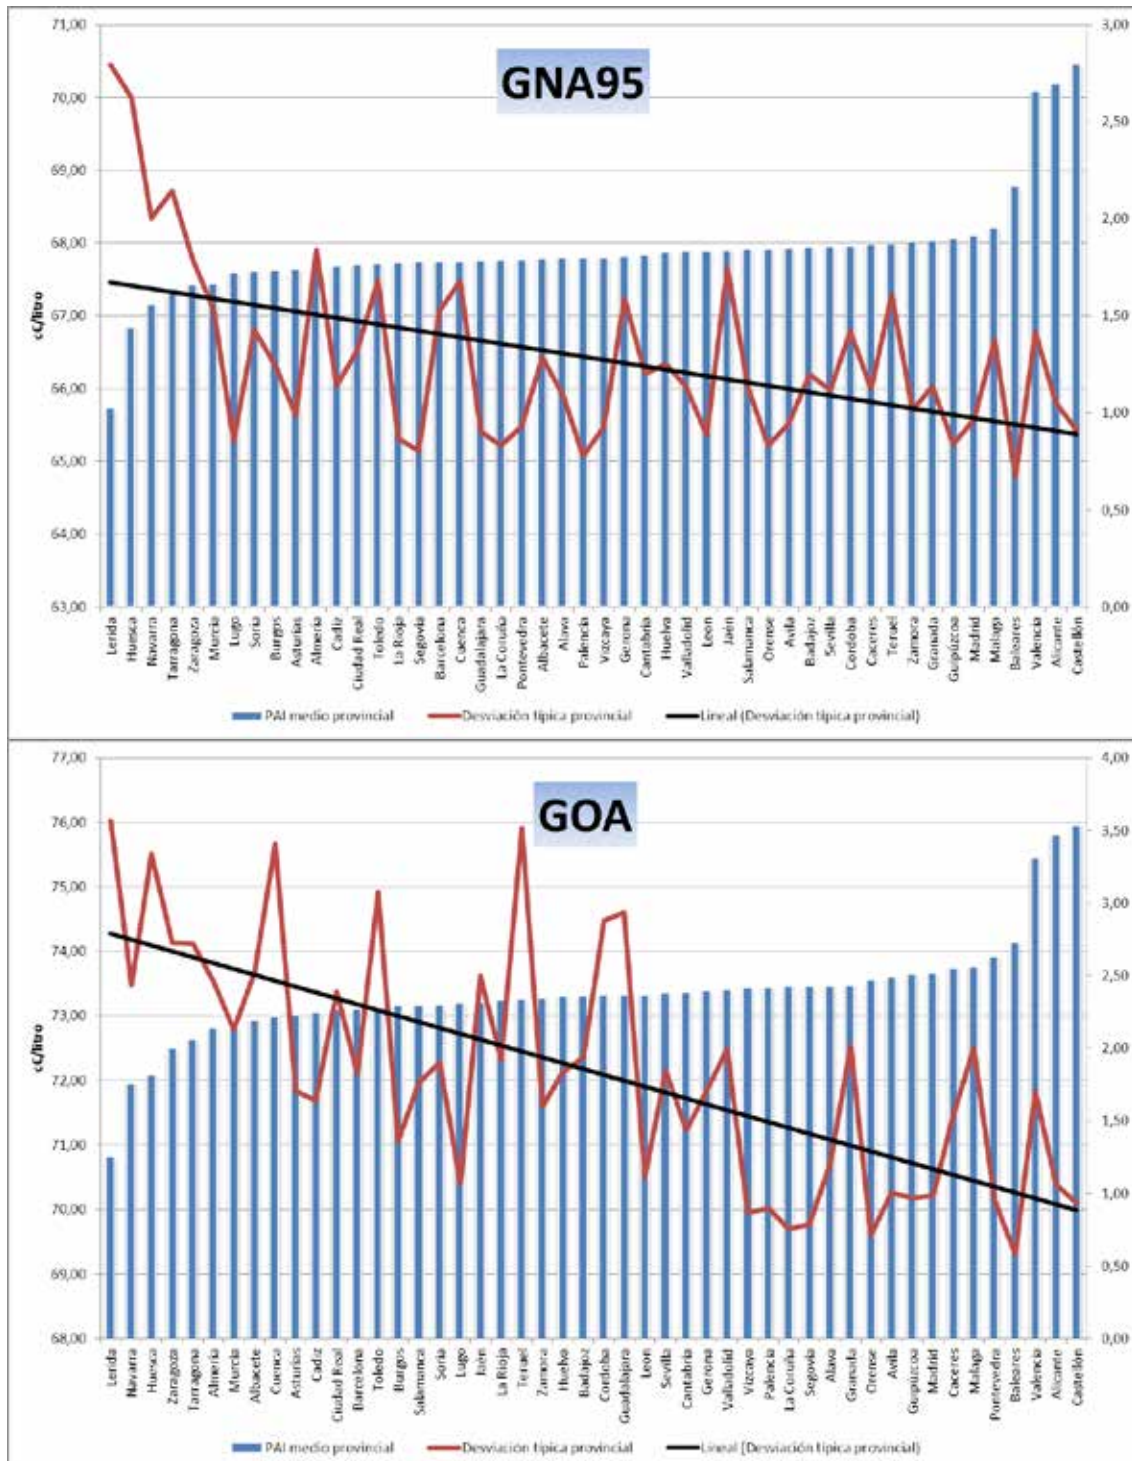 GNA95
71,00
70,00
69,00
68,00
67,00
66,00
65,00
64,00
63,00
c€/litro
3,00
2,50
2,00
1,50
1,00
0,50
0,00
Lerida
Huesca
Navarra
Tarragona
Zaragoza
Murcia
Lugo
Soria
Burgos
Asturias
Almeria
Cadiz
Ciudad Real
Toledo
La Rioja
Segovia
Barcelona
Cuenca
Guadalajara
La Coruña
Pontevedra
Albacete
Alava
Palencia
Vizcaya
Gerona
Cantabria
Huelva
Valladolid
Leon
Jaen
Salamanca
Orense
Avila
Badajoz
Sevilla
Cordoba
Caceres
Teruel
Zamora
Granada
Guipúzcoa
Madrid
Malaga
Baleares
Valencia
Alicante
Castellón
PAI medio provincial
Desviación típica provincial
Lineal (Desviación típica provincial)
GOA
77,00
76,00
75,00
74,00
73,00
72,00
71,00
70,00
69,00
68,00
c€/litro
4,00
3,50
3,00
2,50
2,00
1,50
1,00
0,50
0,00
Lerida
Navarra
Huesca
Zaragoza
Tarragona
Almeria
Murcia
Albacete
Cuenca
Asturias
Cadiz
Ciudad Real
Barcelona
Toledo
Burgos
Salamanca
Soria
Lugo
Jaén
La Rioja
Teruel
Zamora
Huelva
Badajoz
Cordoba
Guadalajara
Leon
Sevilla
Cantabria
Gerona
Valladolid
Vizcaya
Palencia
La Coruña
Segovia
Alava
Granada
Orense
Avila
Guipúzcoa
Madrid
Caceres
Malaga
Pontevedra
Baleares
Valencia
Alicante
Castellón
PAI medio provincial
Desviación típica provincial
Lineal (Desviación típica provincial)